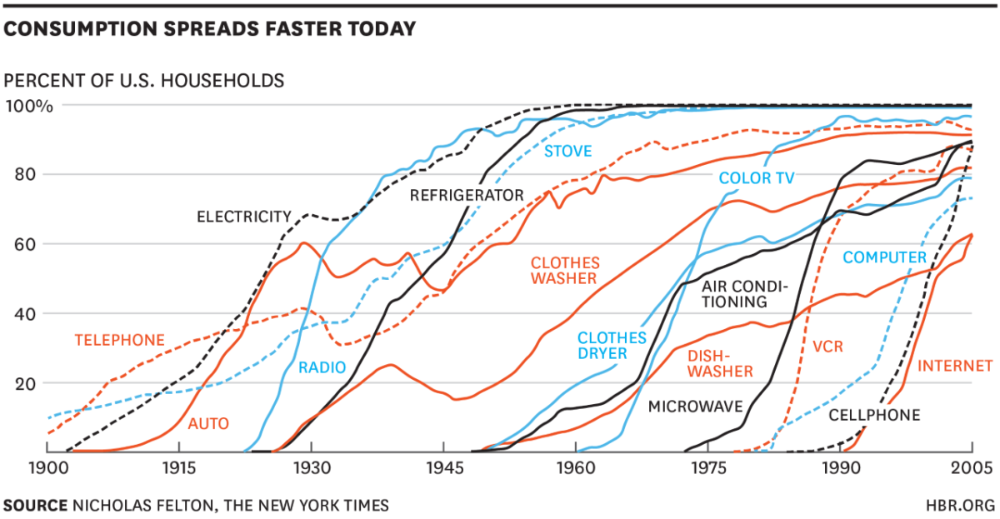 CONSUMPTION SPREADS FASTER TODAY
PERCENT OF U.S. HOUSEHOLDS
100%
80
60
40
20
STOVE
COLOR TV
REFRIGERATOR
ELECTRICITY
CLOTHES
WASHER
COMPUTER
AIR CONDI-
TIONING
TELEPHONE
CLOTHES
DRYER
VCR
RADIO
DISH-
WASHER
INTERNET
MICROWAVE
CELLPHONE
AUTO
1900
1915
1930
1945
1960
1975
1990
2005
SOURCE NICHOLAS FELTON, THE NEW YORK TIMES
HBR.ORG